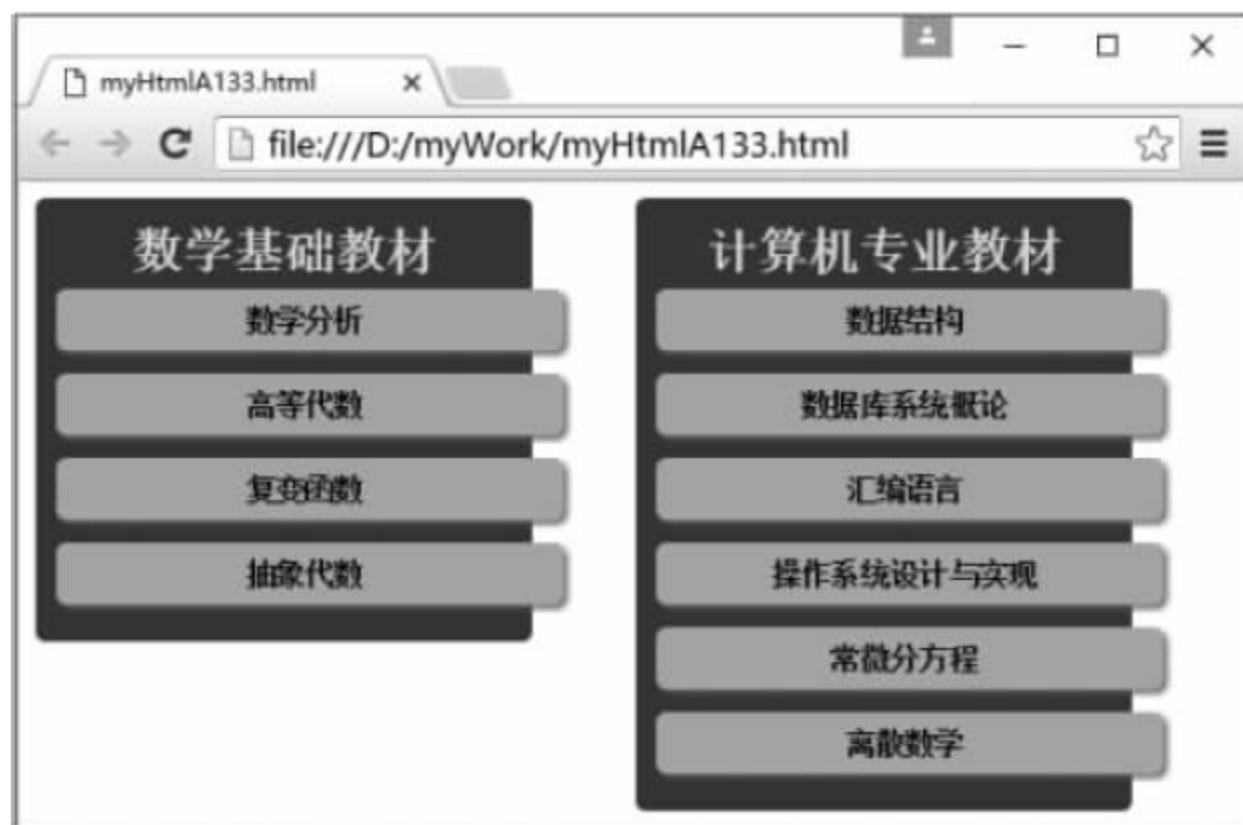 myHtmlA133.html
file:///D:/myWork/myHtmlA133.html
数学基础教材
数学分析
高等代数
复变函数
抽象代数
计算机专业教材
数据结构
数据库系统概论
汇编语言
操作系统设计与实现
常微分方程
离散数学